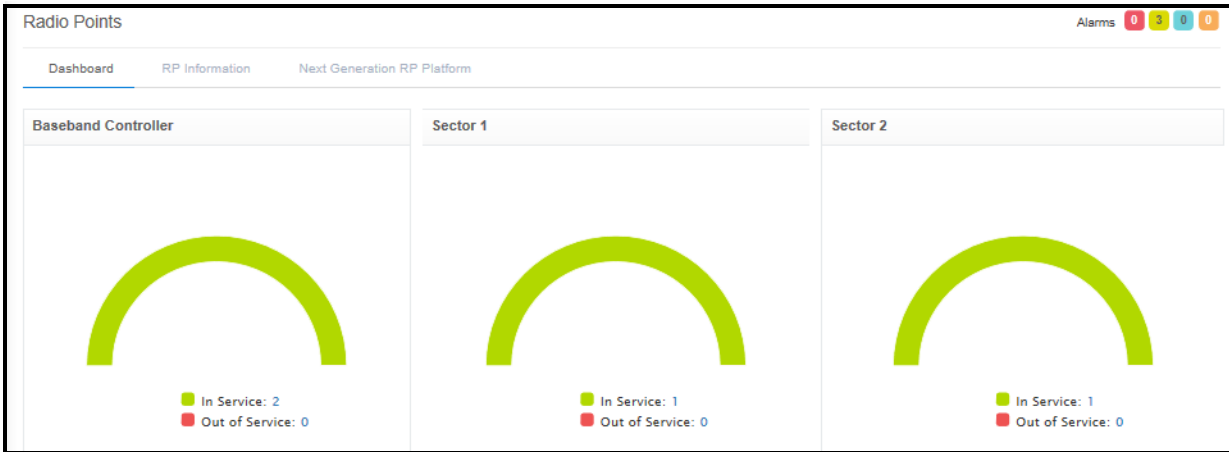 Radio Points
Alarms 0 3 0 0
Dashboard RP Information Next Generation RP Platform
Baseband Controller Sector 1 Sector 2
In Service: 2 In Service: 1 In Service: 1
Out of Service: 0 Out of Service: 0 Out of Service: 0